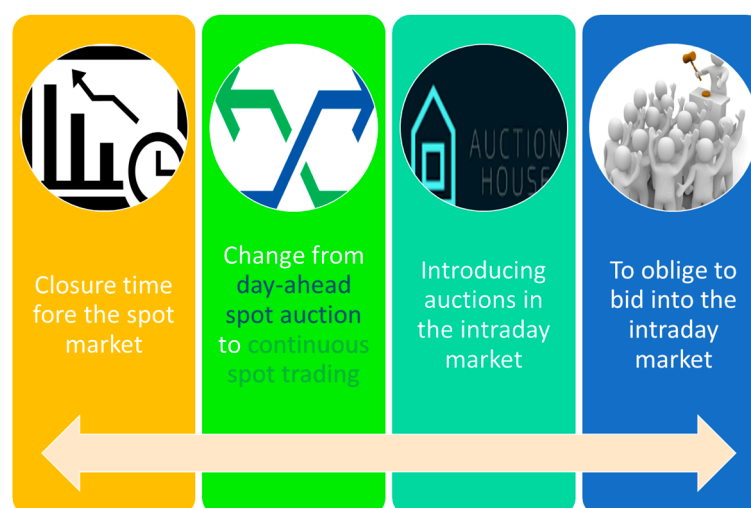 Closure time
fore the spot
market
Change from
day-ahead
spot auction
to continuous
spot trading
AUCTION
HOUSE
Introducing
auctions in
the intraday
market
To oblige to
bid into the
intraday
market